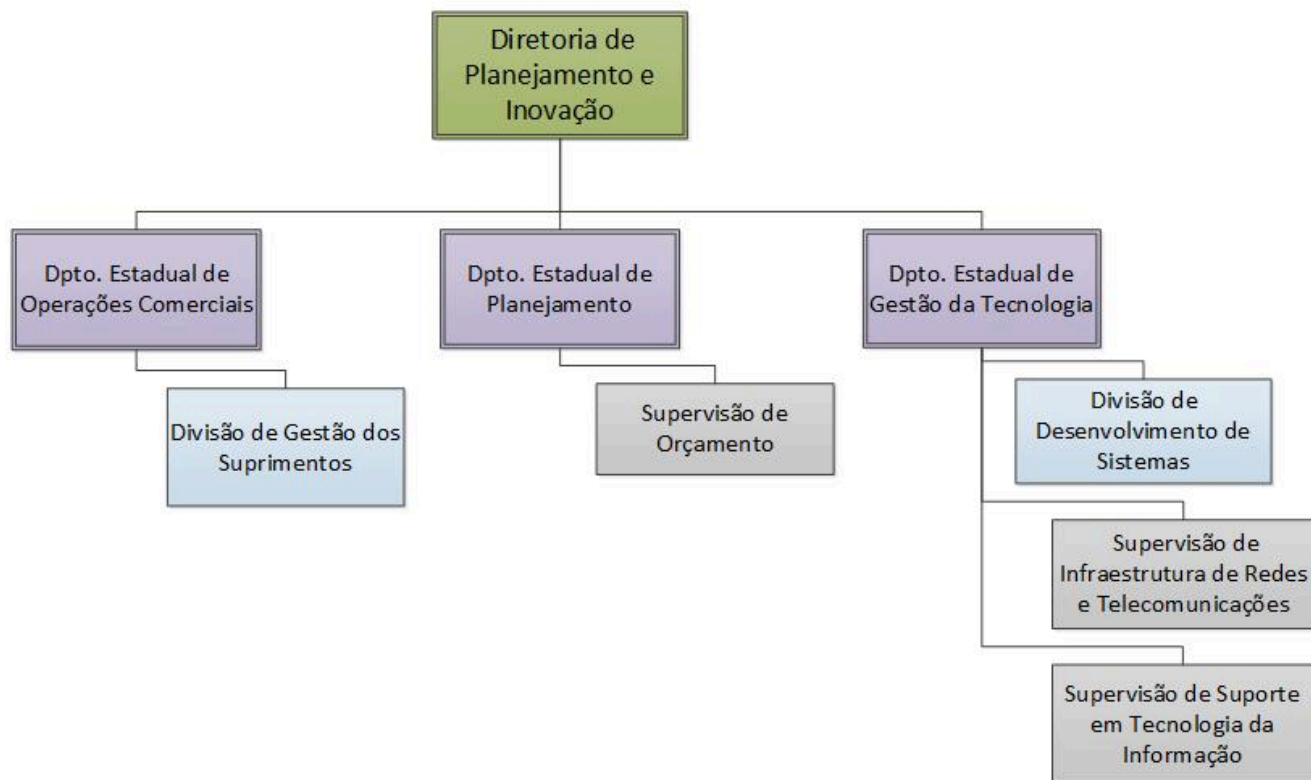 Diretoria de
Planejamento e
Inovação
Dpto. Estadual de
Operações Comerciais
Dpto. Estadual de
Planejamento
Dpto. Estadual de
Gestão da Tecnologia
Divisão de Gestão dos
Suprimentos
Supervisão de
Orçamento
Divisão de
Desenvolvimento de
Sistemas
Supervisão de
Infraestrutura de Redes
e Telecomunicações
Supervisão de Suporte
em Tecnologia da
Informação